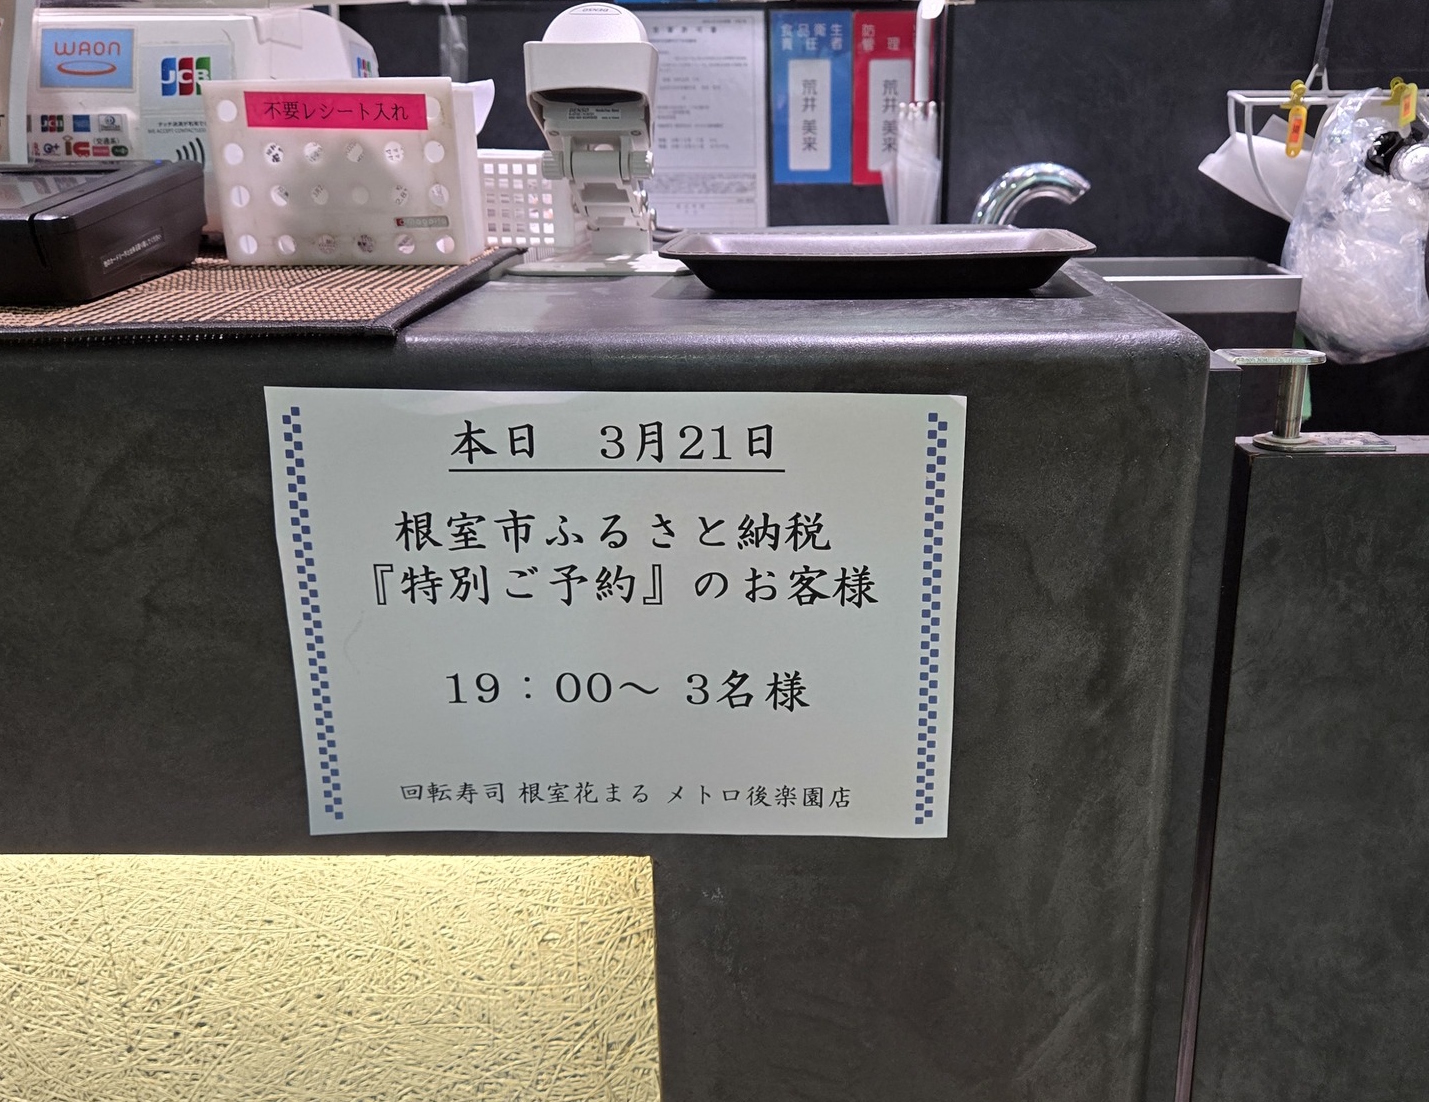 WAON
JCB
不要レシート入れ
食品衛生
責任者
荒井美来
防
管理
荒井美来
本日　3月21日
根室市ふるさと納税
『特別ご予約』のお客様
19：00～ 3名様
回転寿司 根室花まる メトロ後楽園店